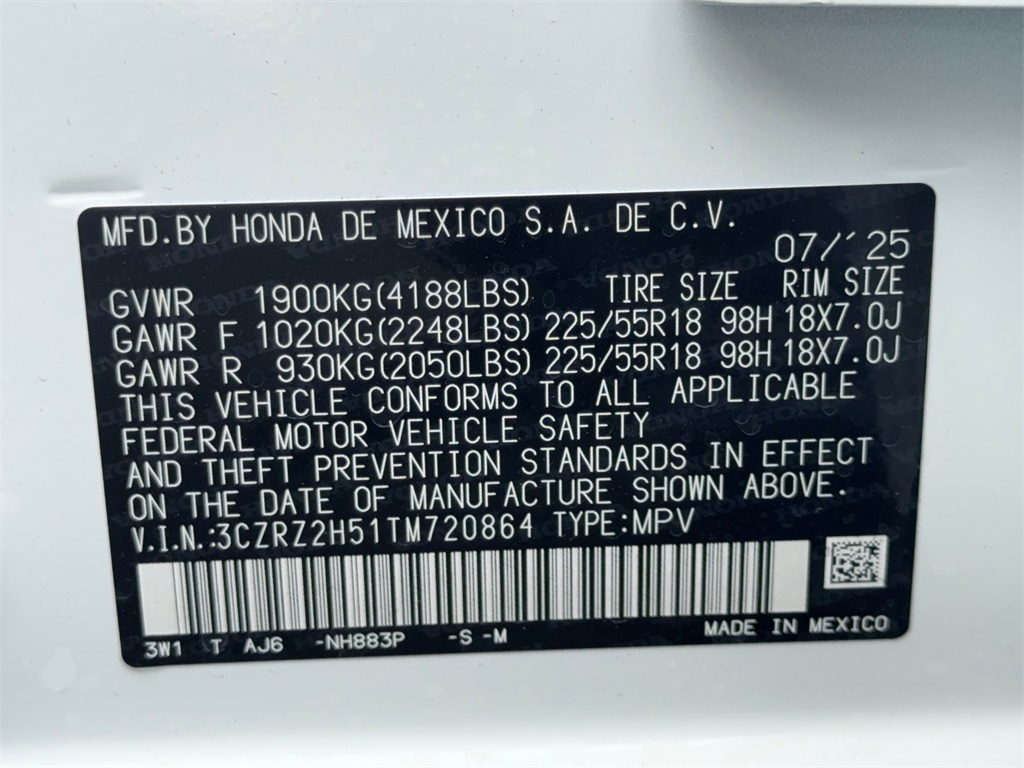 MFD.BY HONDA DE MEXICO S.A. DE C.V.
07/´25
GVWR 1900KG(4188LBS) TIRE SIZE RIM SIZE
GAWR F 1020KG(2248LBS) 225/55R18 98H 18X7.0J
GAWR R 930KG(2050LBS) 225/55R18 98H 18X7.0J
THIS VEHICLE CONFORMS TO ALL APPLICABLE
FEDERAL MOTOR VEHICLE SAFETY
AND THEFT PREVENTION STANDARDS IN EFFECT
ON THE DATE OF MANUFACTURE SHOWN ABOVE.
V.I.N.:3CZRZ2H51TM720864 TYPE:MPV
3W1 T AJ6 -NH883P -S -M MADE IN MEXICO